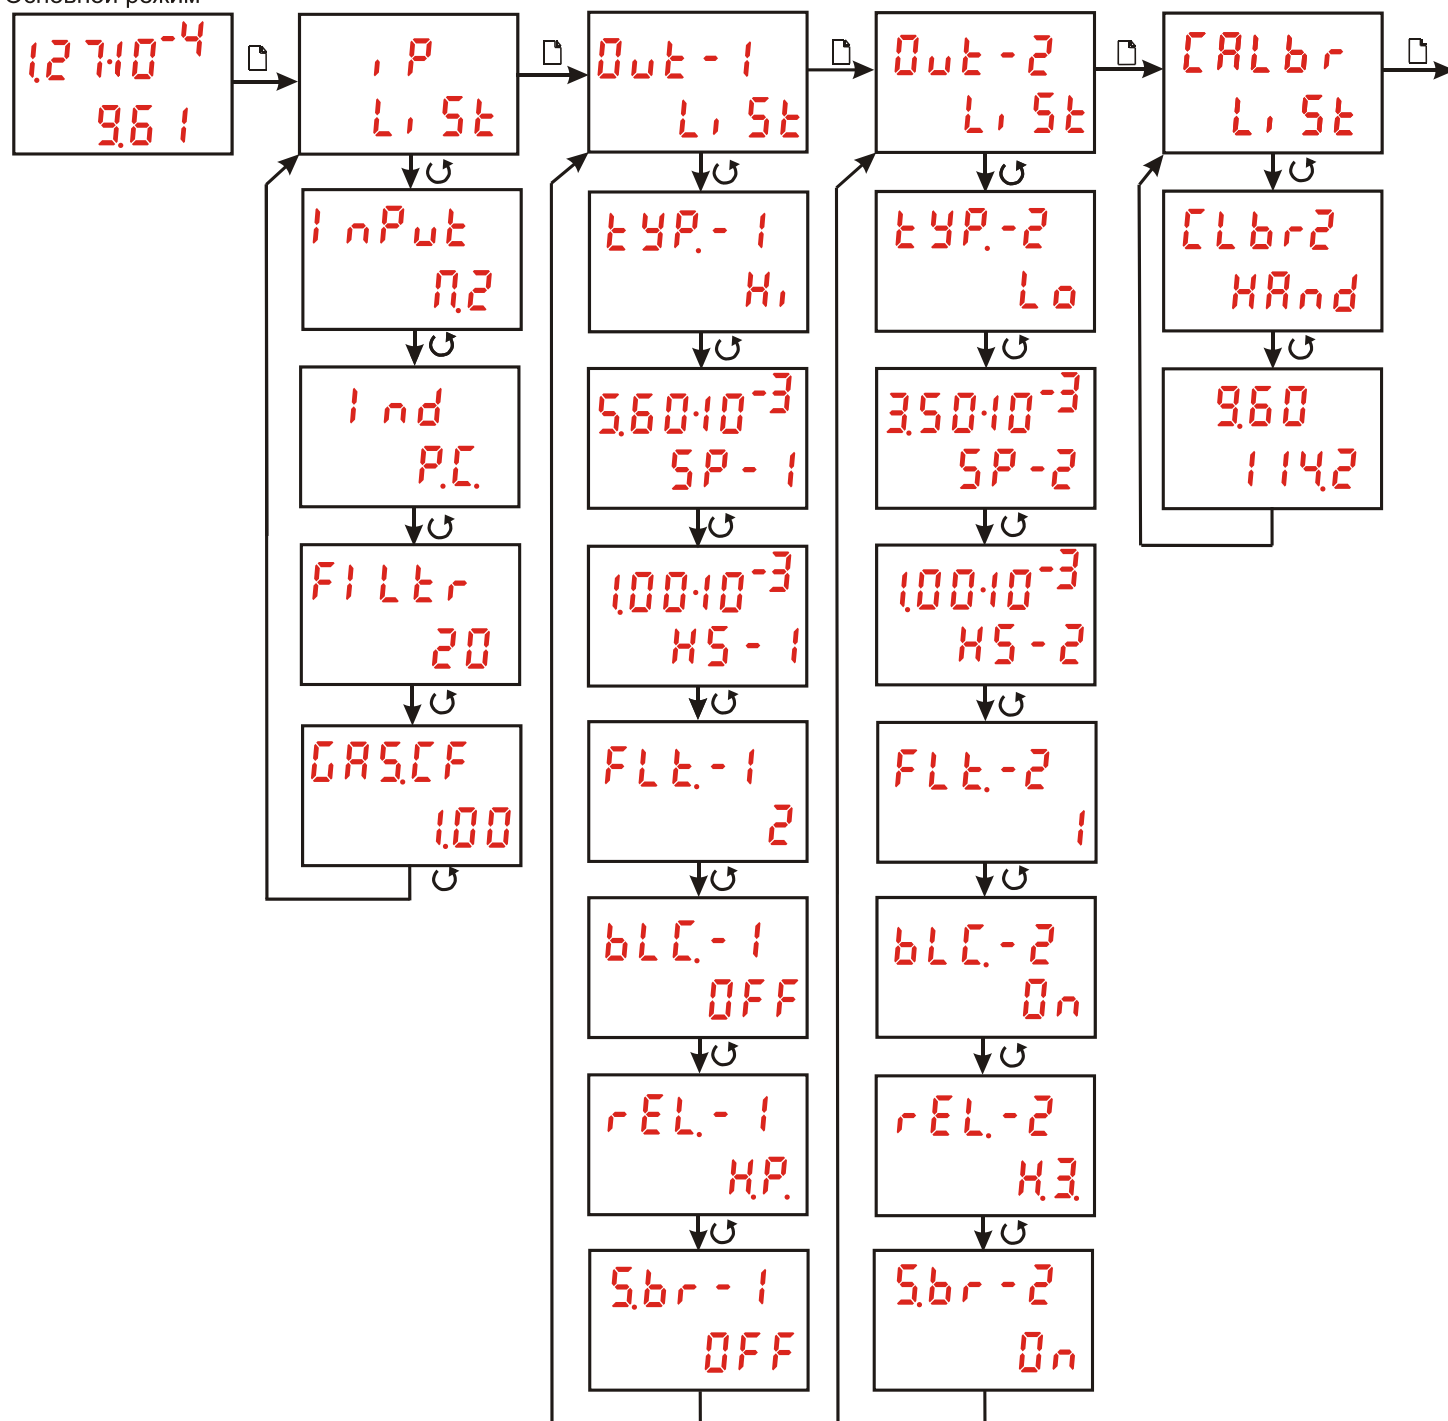 Основной режим
1.27·10-4
9.61
iP
LiSt
InPut
П.2
Ind
P.C.
FILtr
20
GAS.CF
1.00
Out-1
LiSt
tYP.-1
Hi
5.60·10-3
SP-1
1.00·10-3
HS-1
FLt.-1
2
bLC.-1
OFF
rEL.-1
H.P.
S.br-1
OFF
Out-2
LiSt
tYP.-2
Lo
3.50·10-3
SP-2
1.00·10-3
HS-2
FLt.-2
1
bLC.-2
On
rEL.-2
H.3.
S.br-2
On
CALbr
LiSt
CLbr2
HAnd
9.60
114.2